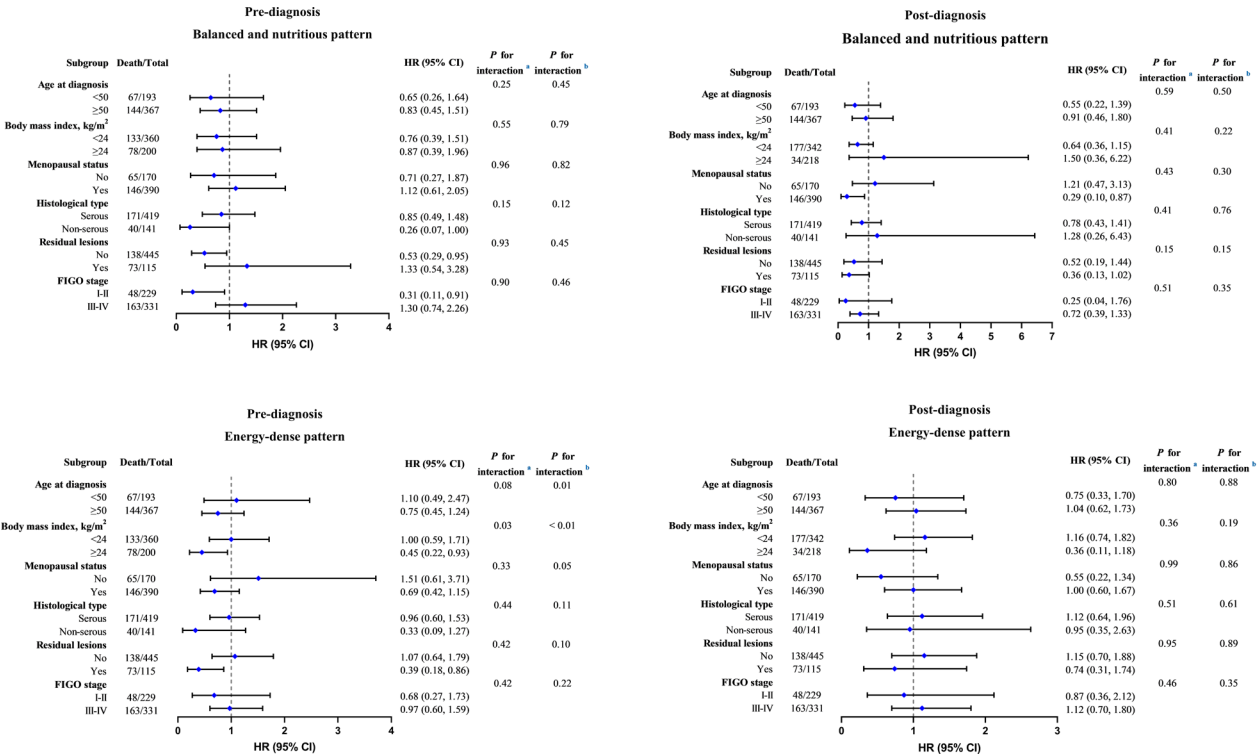 Pre-diagnosis
Balanced and nutritious pattern
Subgroup Death/Total HR (95% CI) P for interaction a P for interaction b
Age at diagnosis 0.25 0.45
<50 67/193 0.65 (0.26, 1.64)
≥50 144/367 0.83 (0.45, 1.51)
Body mass index, kg/m2 0.55 0.79
<24 133/360 0.76 (0.39, 1.51)
≥24 78/200 0.87 (0.39, 1.96)
Menopausal status 0.96 0.82
No 65/170 0.71 (0.27, 1.87)
Yes 146/390 1.12 (0.61, 2.05)
Histological type 0.15 0.12
Serous 171/419 0.85 (0.49, 1.48)
Non-serous 40/141 0.26 (0.07, 1.00)
Residual lesions 0.93 0.45
No 138/445 0.53 (0.29, 0.95)
Yes 73/115 1.33 (0.54, 3.28)
FIGO stage 0.90 0.46
I-II 48/229 0.31 (0.11, 0.91)
III-IV 163/331 1.30 (0.74, 2.26)
0 1 2 3 4
HR (95% CI)
Post-diagnosis
Balanced and nutritious pattern
Subgroup Death/Total HR (95% CI) P for interaction a P for interaction b
Age at diagnosis 0.59 0.50
<50 67/193 0.55 (0.22, 1.39)
≥50 144/367 0.91 (0.46, 1.80)
Body mass index, kg/m2 0.41 0.22
<24 177/342 0.64 (0.36, 1.15)
≥24 34/218 1.50 (0.36, 6.22)
Menopausal status 0.43 0.30
No 65/170 1.21 (0.47, 3.13)
Yes 146/390 0.29 (0.10, 0.87)
Histological type 0.41 0.76
Serous 171/419 0.78 (0.43, 1.41)
Non-serous 40/141 1.28 (0.26, 6.43)
Residual lesions 0.15 0.15
No 138/445 0.52 (0.19, 1.44)
Yes 73/115 0.36 (0.13, 1.02)
FIGO stage 0.51 0.35
I-II 48/229 0.25 (0.04, 1.76)
III-IV 163/331 0.72 (0.39, 1.33)
0 1 2 3 4 5 6 7
HR (95% CI)
Pre-diagnosis
Energy-dense pattern
Subgroup Death/Total HR (95% CI) P for interaction a P for interaction b
Age at diagnosis 0.08 0.01
<50 67/193 1.10 (0.49, 2.47)
≥50 144/367 0.75 (0.45, 1.24)
Body mass index, kg/m2 0.03 < 0.01
<24 133/360 1.00 (0.59, 1.71)
≥24 78/200 0.45 (0.22, 0.93)
Menopausal status 0.33 0.05
No 65/170 1.51 (0.61, 3.71)
Yes 146/390 0.69 (0.42, 1.15)
Histological type 0.44 0.11
Serous 171/419 0.96 (0.60, 1.53)
Non-serous 40/141 0.33 (0.09, 1.27)
Residual lesions 0.42 0.10
No 138/445 1.07 (0.64, 1.79)
Yes 73/115 0.39 (0.18, 0.86)
FIGO stage 0.42 0.22
I-II 48/229 0.68 (0.27, 1.73)
III-IV 163/331 0.97 (0.60, 1.59)
0 1 2 3 4
HR (95% CI)
Post-diagnosis
Energy-dense pattern
Subgroup Death/Total HR (95% CI) P for interaction a P for interaction b
Age at diagnosis 0.80 0.88
<50 67/193 0.75 (0.33, 1.70)
≥50 144/367 1.04 (0.62, 1.73)
Body mass index, kg/m2 0.36 0.19
<24 177/342 1.16 (0.74, 1.82)
≥24 34/218 0.36 (0.11, 1.18)
Menopausal status 0.99 0.86
No 65/170 0.55 (0.22, 1.34)
Yes 146/390 1.00 (0.60, 1.67)
Histological type 0.51 0.61
Serous 171/419 1.12 (0.64, 1.96)
Non-serous 40/141 0.95 (0.35, 2.63)
Residual lesions 0.95 0.89
No 138/445 1.15 (0.70, 1.88)
Yes 73/115 0.74 (0.31, 1.74)
FIGO stage 0.46 0.35
I-II 48/229 0.87 (0.36, 2.12)
III-IV 163/331 1.12 (0.70, 1.80)
0 1 2 3
HR (95% CI)